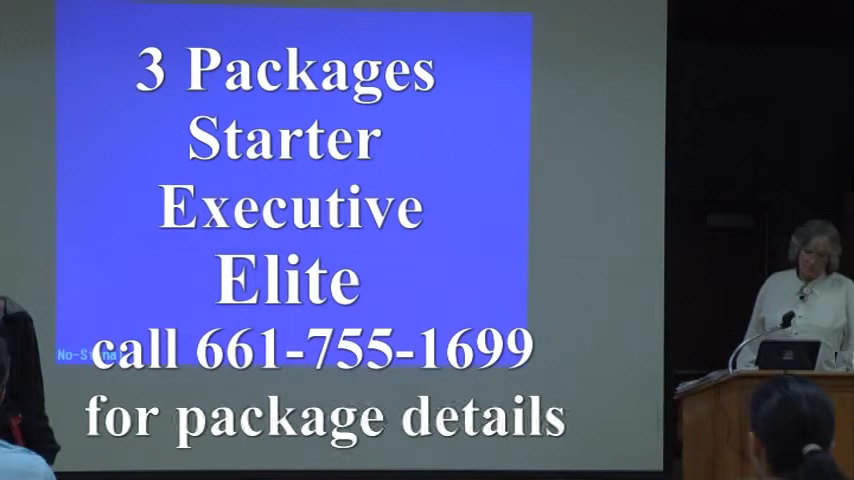 3 Packages
Starter
Executive
Elite
call 661-755-1699
for package details